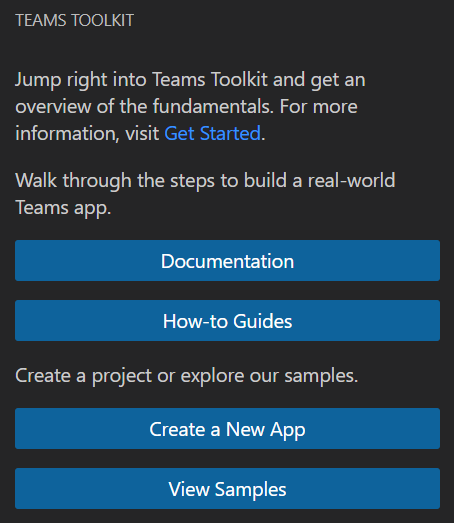 TEAMS TOOLKIT
Jump right into Teams Toolkit and get an
overview of the fundamentals. For more
information, visit Get Started.
Walk through the steps to build a real-world
Teams app.
Documentation
How-to Guides
Create a project or explore our samples.
Create a New App
View Samples